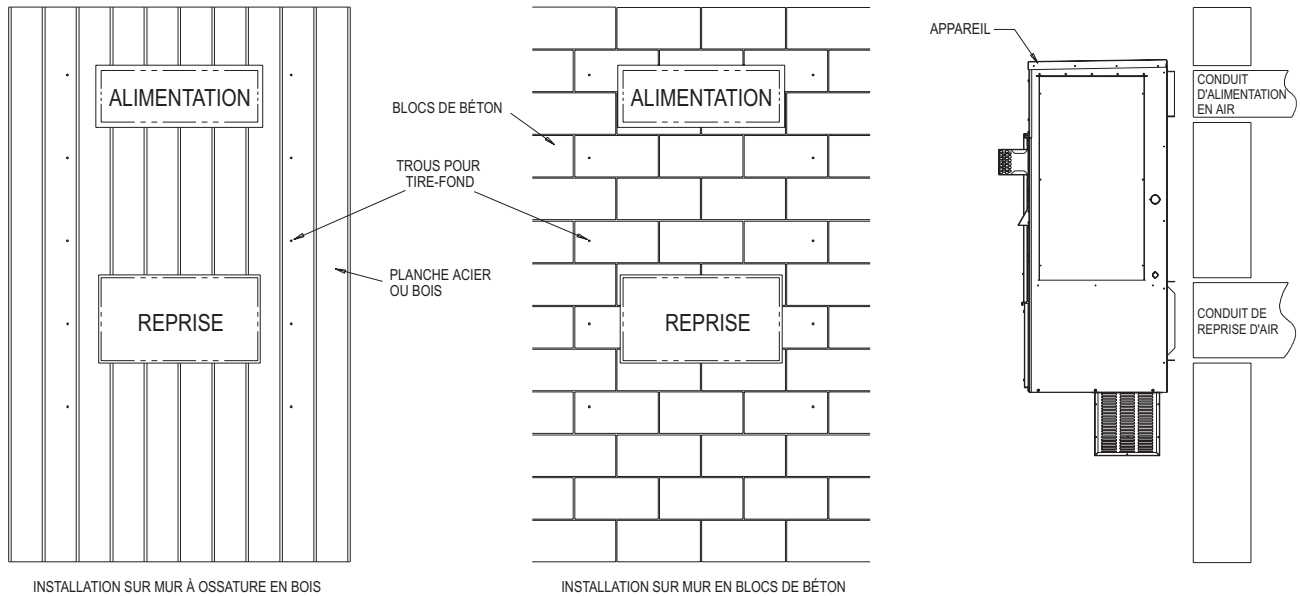 ALIMENTATION
REPRISE
INSTALLATION SUR MUR À OSSATURE EN BOIS
BLOCS DE BÉTON
TROUS POUR
TIRE-FOND
PLANCHE ACIER
OU BOIS
ALIMENTATION
REPRISE
INSTALLATION SUR MUR EN BLOCS DE BÉTON
APPAREIL
CONDUIT
D'ALIMENTATION
EN AIR
CONDUIT DE
REPRISE D'AIR